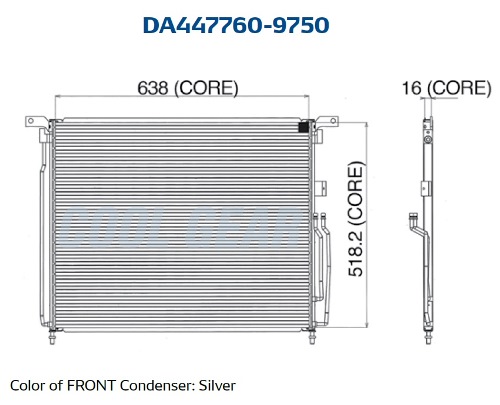 DA447760-9750
638 (CORE)
16 (CORE)
518.2 (CORE)
COOL GEAR
Color of FRONT Condenser: Silver